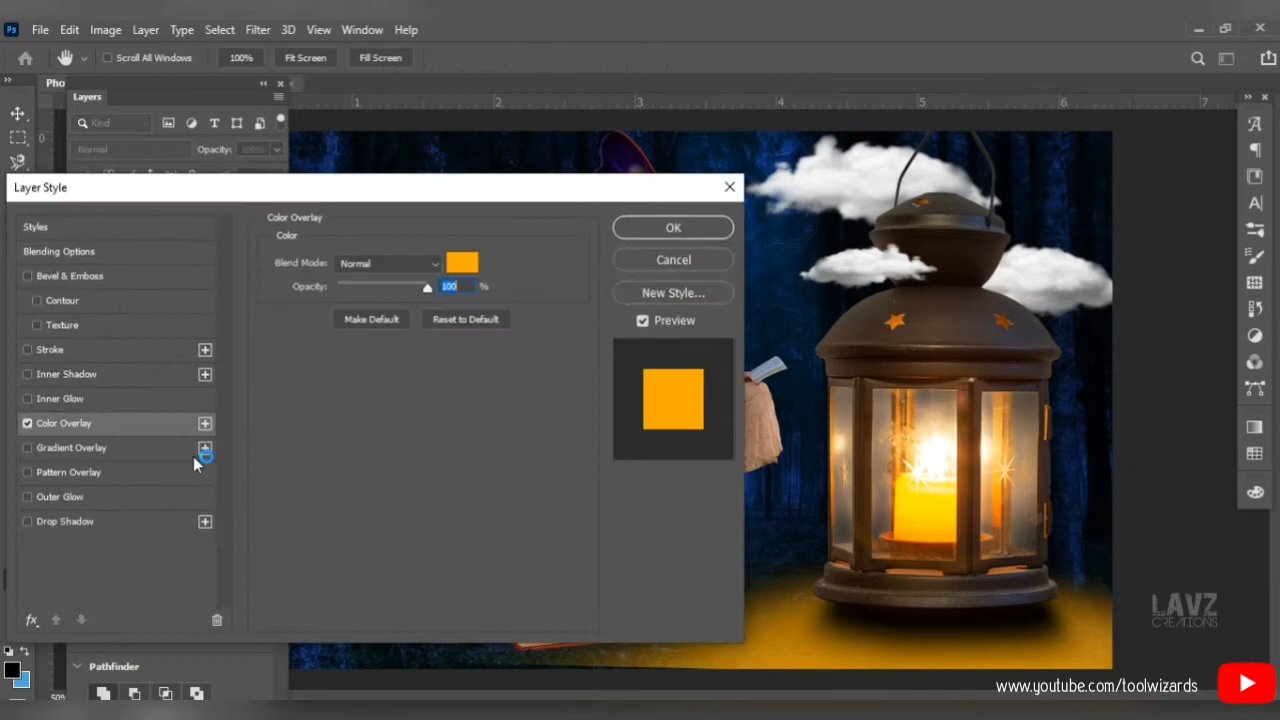 Ps File Edit Image Layer Type Select Filter 3D View Window Help
Scroll All Windows 100% Fit Screen Fill Screen
Pho
Layers
Kind
Normal Opacity:
0 1 2 3 4 5 6 7
Layer Style
Styles
Blending Options
Bevel & Emboss
Contour
Texture
Stroke
Inner Shadow
Inner Glow
Color Overlay
Gradient Overlay
Pattern Overlay
Outer Glow
Drop Shadow
fx
Color Overlay
Color
Blend Mode: Normal
Opacity: 100 %
Make Default Reset to Default
OK
Cancel
New Style...
Preview
Pathfinder
50%
LAVZ
CREATIONS
www.youtube.com/toolwizards